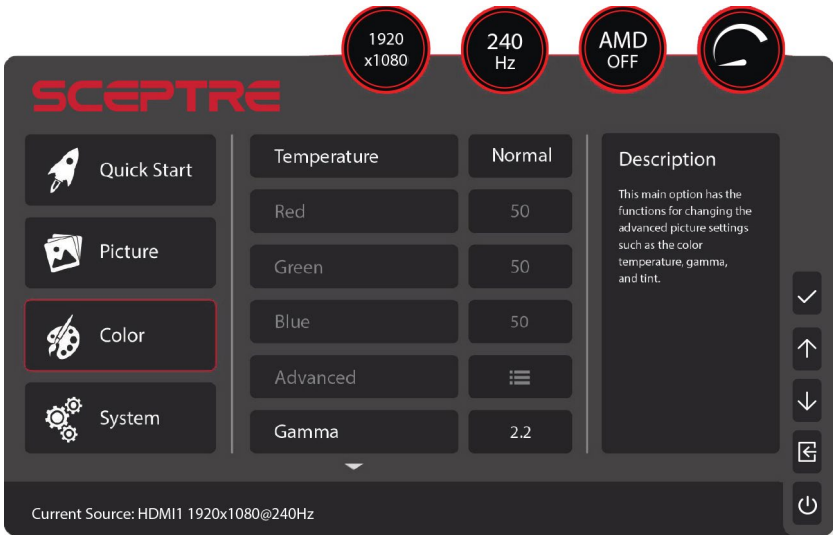 1920
x1080
240
Hz
AMD
OFF
SCEPTRE
Quick Start
Picture
Color
System
Temperature Normal
Red 50
Green 50
Blue 50
Advanced
Gamma 2.2
Description
This main option has the
functions for changing the
advanced picture settings
such as the color
temperature, gamma,
and tint.
Current Source: HDMI1 1920x1080@240Hz